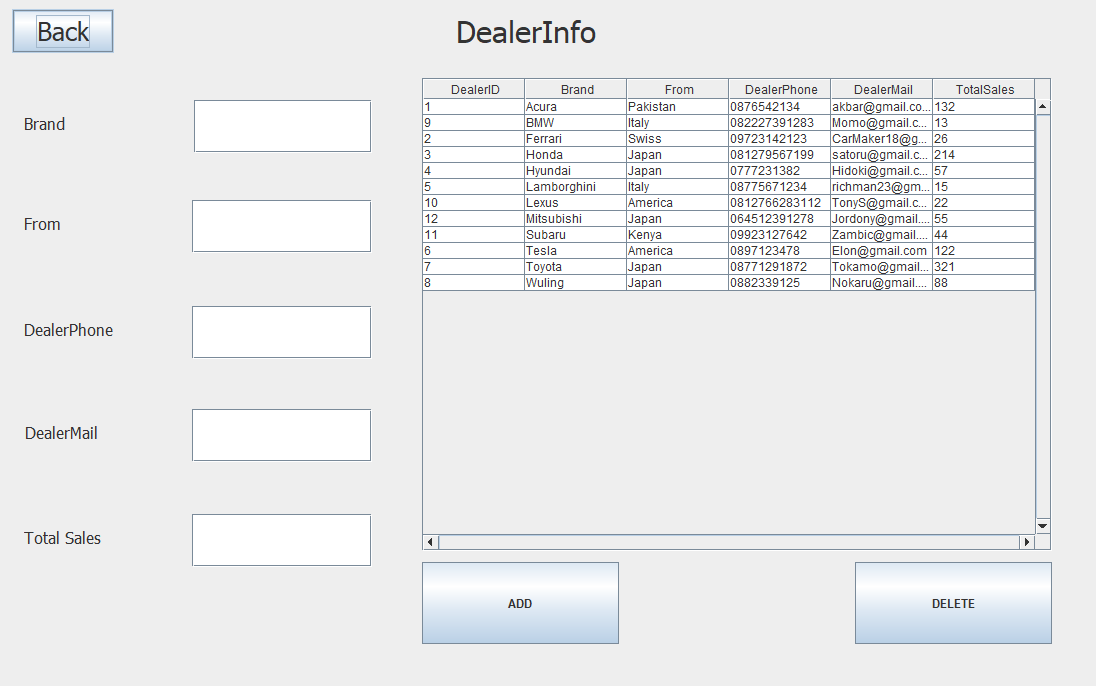 Back
DealerInfo
Brand
From
DealerPhone
DealerMail
Total Sales
DealerID Brand From DealerPhone DealerMail TotalSales
1 Acura Pakistan 0876542134 akbar@gmail.co... 132
9 BMW Italy 082227391283 Momo@gmail.c... 13
2 Ferrari Swiss 09723142123 CarMaker18@g... 26
3 Honda Japan 081279567199 satoru@gmail.c... 214
4 Hyundai Japan 0777231382 Hidoki@gmail.c... 57
5 Lamborghini Italy 08775671234 richman23@gm... 15
10 Lexus America 0812766283112 TonyS@gmail.c... 22
12 Mitsubishi Japan 064512391278 Jordony@gmail.... 55
11 Subaru Kenya 09923127642 Zambic@gmail.... 44
6 Tesla America 0897123478 Elon@gmail.com 122
7 Toyota Japan 08771291872 Tokamo@gmail... 321
8 Wuling Japan 0882339125 Nokaru@gmail.... 88
ADD
DELETE